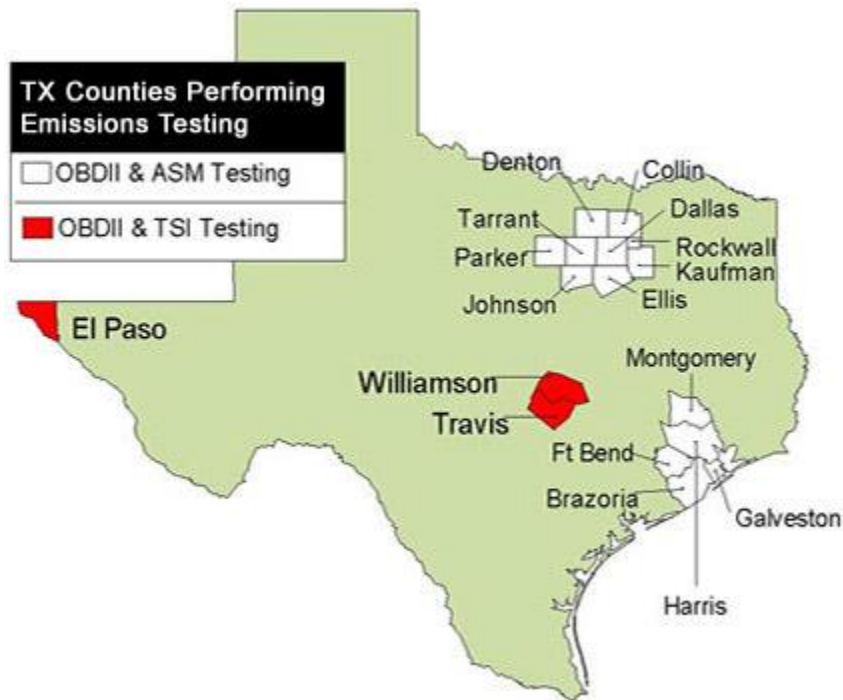 TX Counties Performing
Emissions Testing
OBDII & ASM Testing
OBDII & TSI Testing
Denton
Collin
Tarrant
Dallas
Parker
Rockwall
Kaufman
Johnson
Ellis
El Paso
Montgomery
Williamson
Travis
Ft Bend
Brazoria
Galveston
Harris